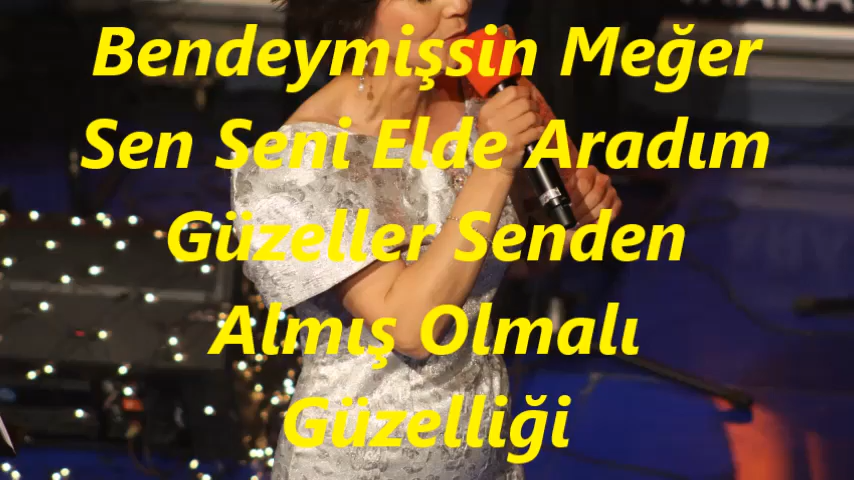 Bendeymişsin Meğer
Sen Seni Elde Aradım
Güzeller Senden
Almış Olmalı
Güzelliği